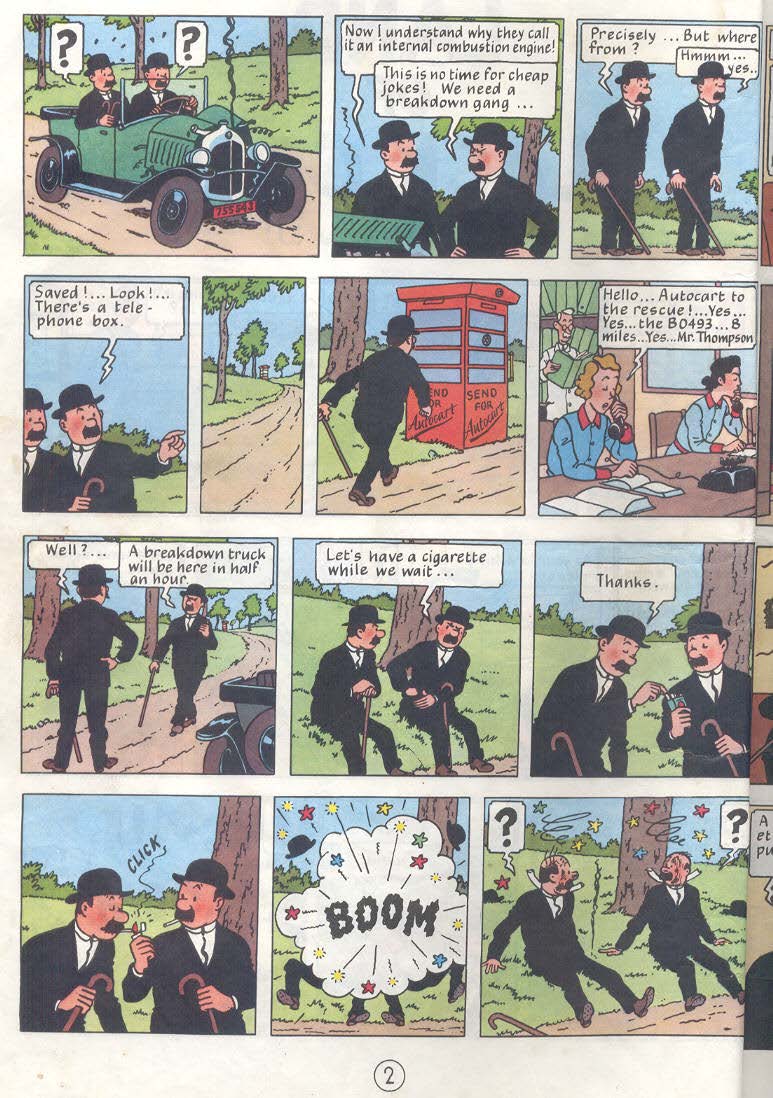 ?
?
Now I understand why they call
it an internal combustion engine!
This is no time for cheap
jokes! We need a
breakdown gang ...
Precisely ... But where
from ?
Hmmm ...
yes..
755843
Saved !... Look !...
There's a tele-
phone box.
END
OR
Autocart
SEND
FOR
Autocart
Hello... Autocart to
the rescue !...Yes...
Yes...the B0493...8
miles..Yes...Mr. Thompson
Well ?...
A breakdown truck
will be here in half
an hour.
Let's have a cigarette
while we wait ...
Thanks.
CLICK
BOOM
?
?
A
et
pu
2